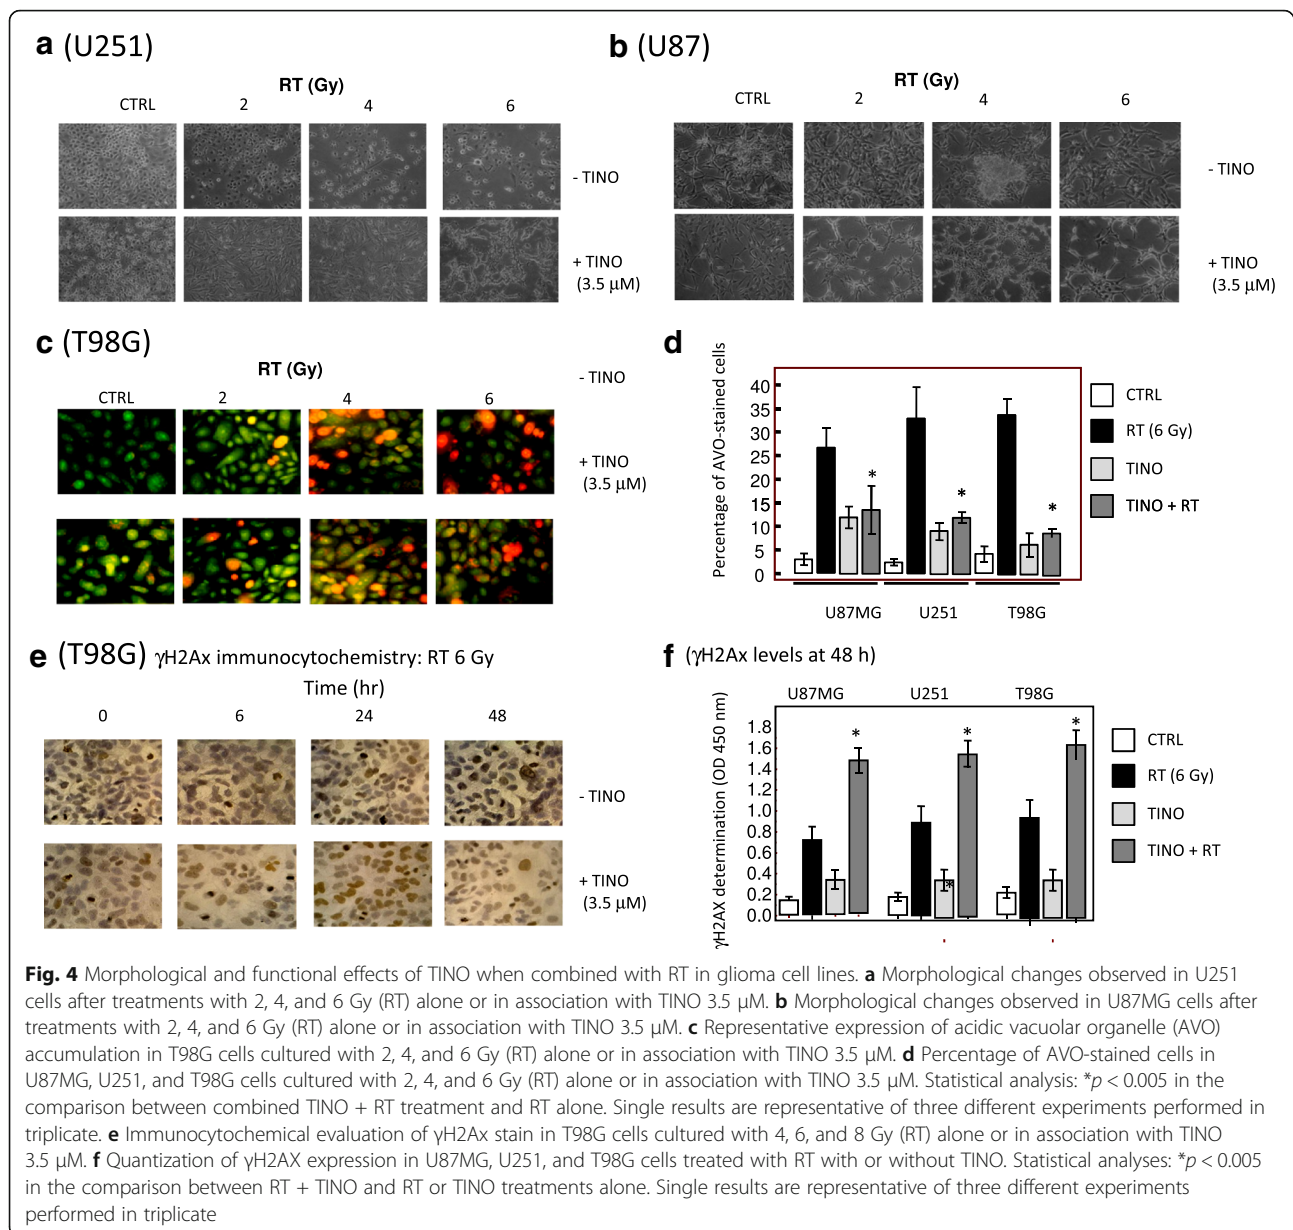 a (U251)
RT (Gy)
CTRL 2 4 6
- TINO
+ TINO
(3.5 µM)
b (U87)
RT (Gy)
CTRL 2 4 6
- TINO
+ TINO
(3.5 µM)
c (T98G)
RT (Gy)
CTRL 2 4 6
- TINO
+ TINO
(3.5 µM)
d
Percentage of AVO-stained cells
40
35
30
25
20
15
10
5
0
* * *
U87MG U251 T98G
CTRL
RT (6 Gy)
TINO
TINO + RT
e (T98G) γH2Ax immunocytochemistry: RT 6 Gy
Time (hr)
0 6 24 48
- TINO
+ TINO
(3.5 µM)
f (γH2Ax levels at 48 h)
U87MG U251 T98G
γH2AX determination (OD 450 nm)
1.8
1.6
1.4
1.2
1.0
0.8
0.6
0.4
0.2
0.0
* * *
*
CTRL
RT (6 Gy)
TINO
TINO + RT
Fig. 4 Morphological and functional effects of TINO when combined with RT in glioma cell lines. a Morphological changes observed in U251
cells after treatments with 2, 4, and 6 Gy (RT) alone or in association with TINO 3.5 µM. b Morphological changes observed in U87MG cells after
treatments with 2, 4, and 6 Gy (RT) alone or in association with TINO 3.5 µM. c Representative expression of acidic vacuolar organelle (AVO)
accumulation in T98G cells cultured with 2, 4, and 6 Gy (RT) alone or in association with TINO 3.5 µM. d Percentage of AVO-stained cells in
U87MG, U251, and T98G cells cultured with 2, 4, and 6 Gy (RT) alone or in association with TINO 3.5 µM. Statistical analysis: *p < 0.005 in the
comparison between combined TINO + RT treatment and RT alone. Single results are representative of three different experiments performed in
triplicate. e Immunocytochemical evaluation of γH2Ax stain in T98G cells cultured with 4, 6, and 8 Gy (RT) alone or in association with TINO
3.5 µM. f Quantization of γH2AX expression in U87MG, U251, and T98G cells treated with RT with or without TINO. Statistical analyses: *p < 0.005
in the comparison between RT + TINO and RT or TINO treatments alone. Single results are representative of three different experiments
performed in triplicate